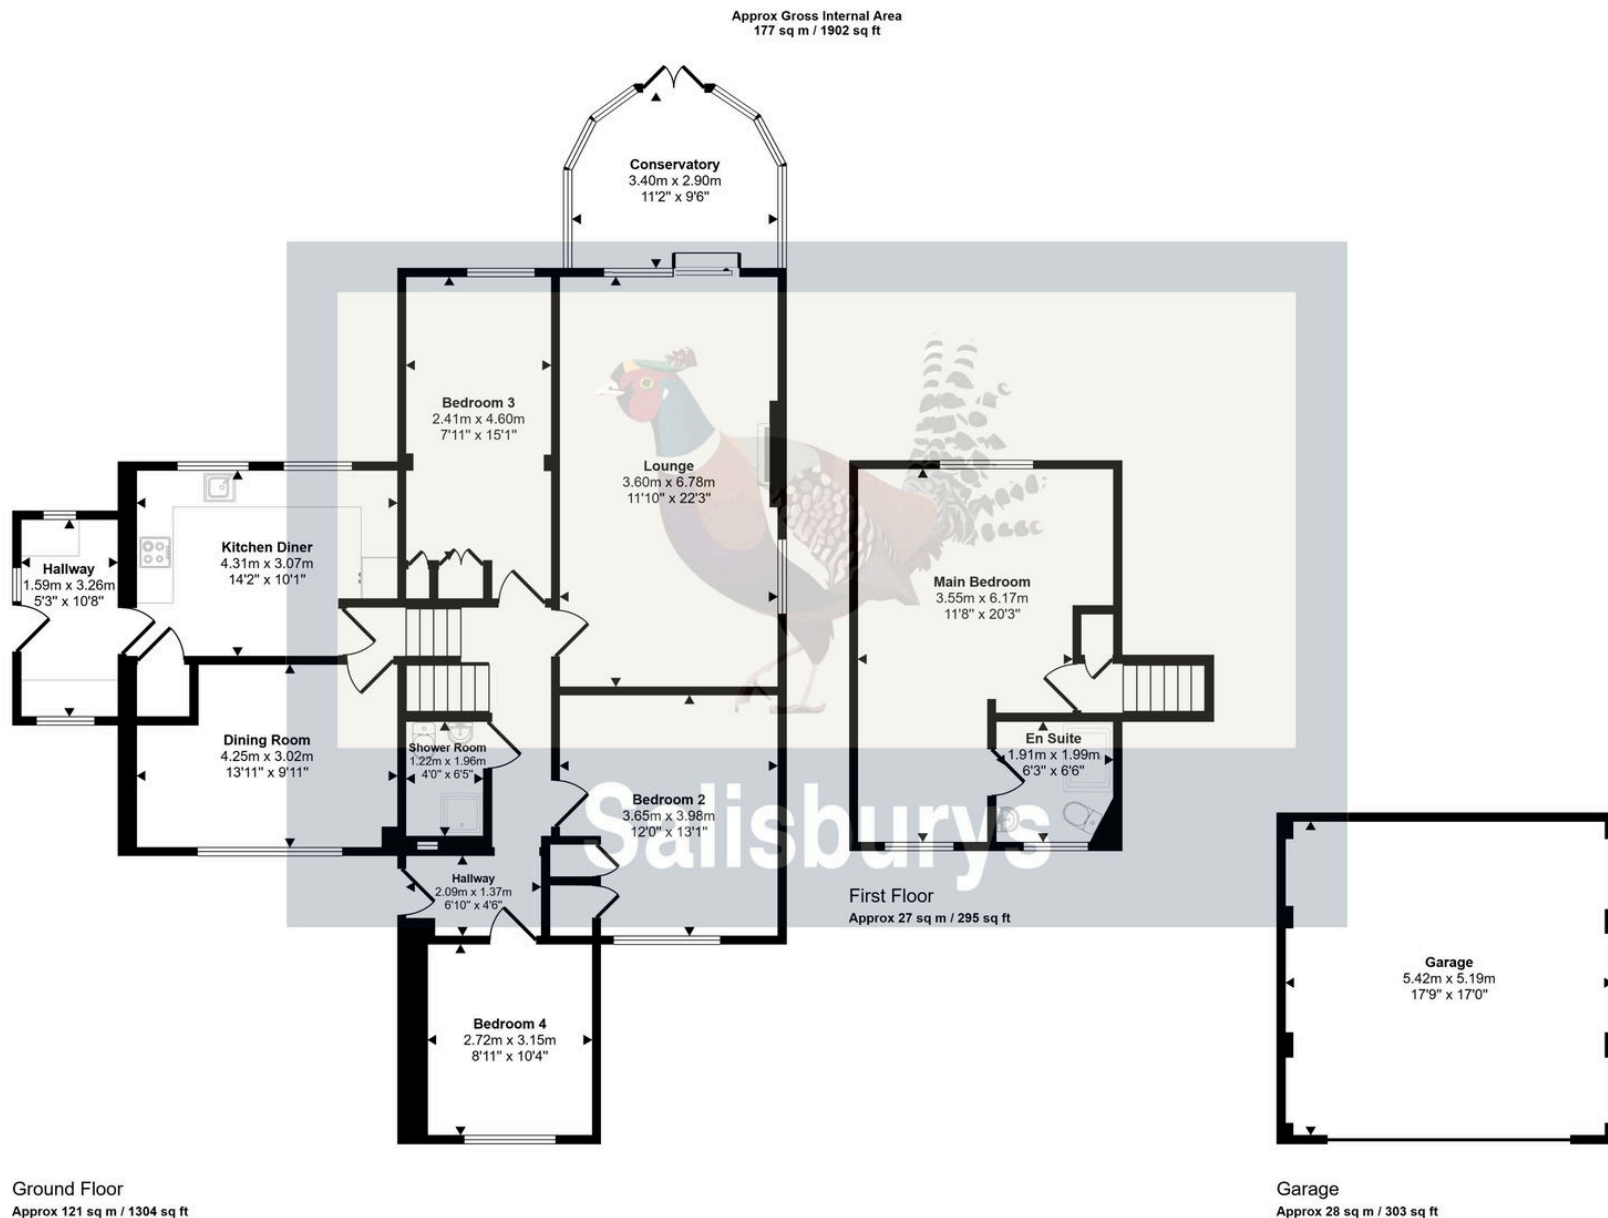 Approx Gross Internal Area
177 sq m / 1902 sq ft
Conservatory
3.40m x 2.90m
11'2" x 9'6"
Bedroom 3
2.41m x 4.60m
7'11" x 15'1"
Lounge
3.60m x 6.78m
11'10" x 22'3"
Kitchen Diner
4.31m x 3.07m
14'2" x 10'1"
Hallway
1.59m x 3.26m
5'3" x 10'8"
Main Bedroom
3.55m x 6.17m
11'8" x 20'3"
Dining Room
4.25m x 3.02m
13'11" x 9'11"
Shower Room
1.22m x 1.96m
4'0" x 6'5"
En Suite
1.91m x 1.99m
6'3" x 6'6"
Bedroom 2
3.65m x 3.98m
12'0" x 13'1"
Salisburys
Hallway
2.09m x 1.37m
6'10" x 4'6"
First Floor
Approx 27 sq m / 295 sq ft
Garage
5.42m x 5.19m
17'9" x 17'0"
Bedroom 4
2.72m x 3.15m
8'11" x 10'4"
Ground Floor
Approx 121 sq m / 1304 sq ft
Garage
Approx 28 sq m / 303 sq ft